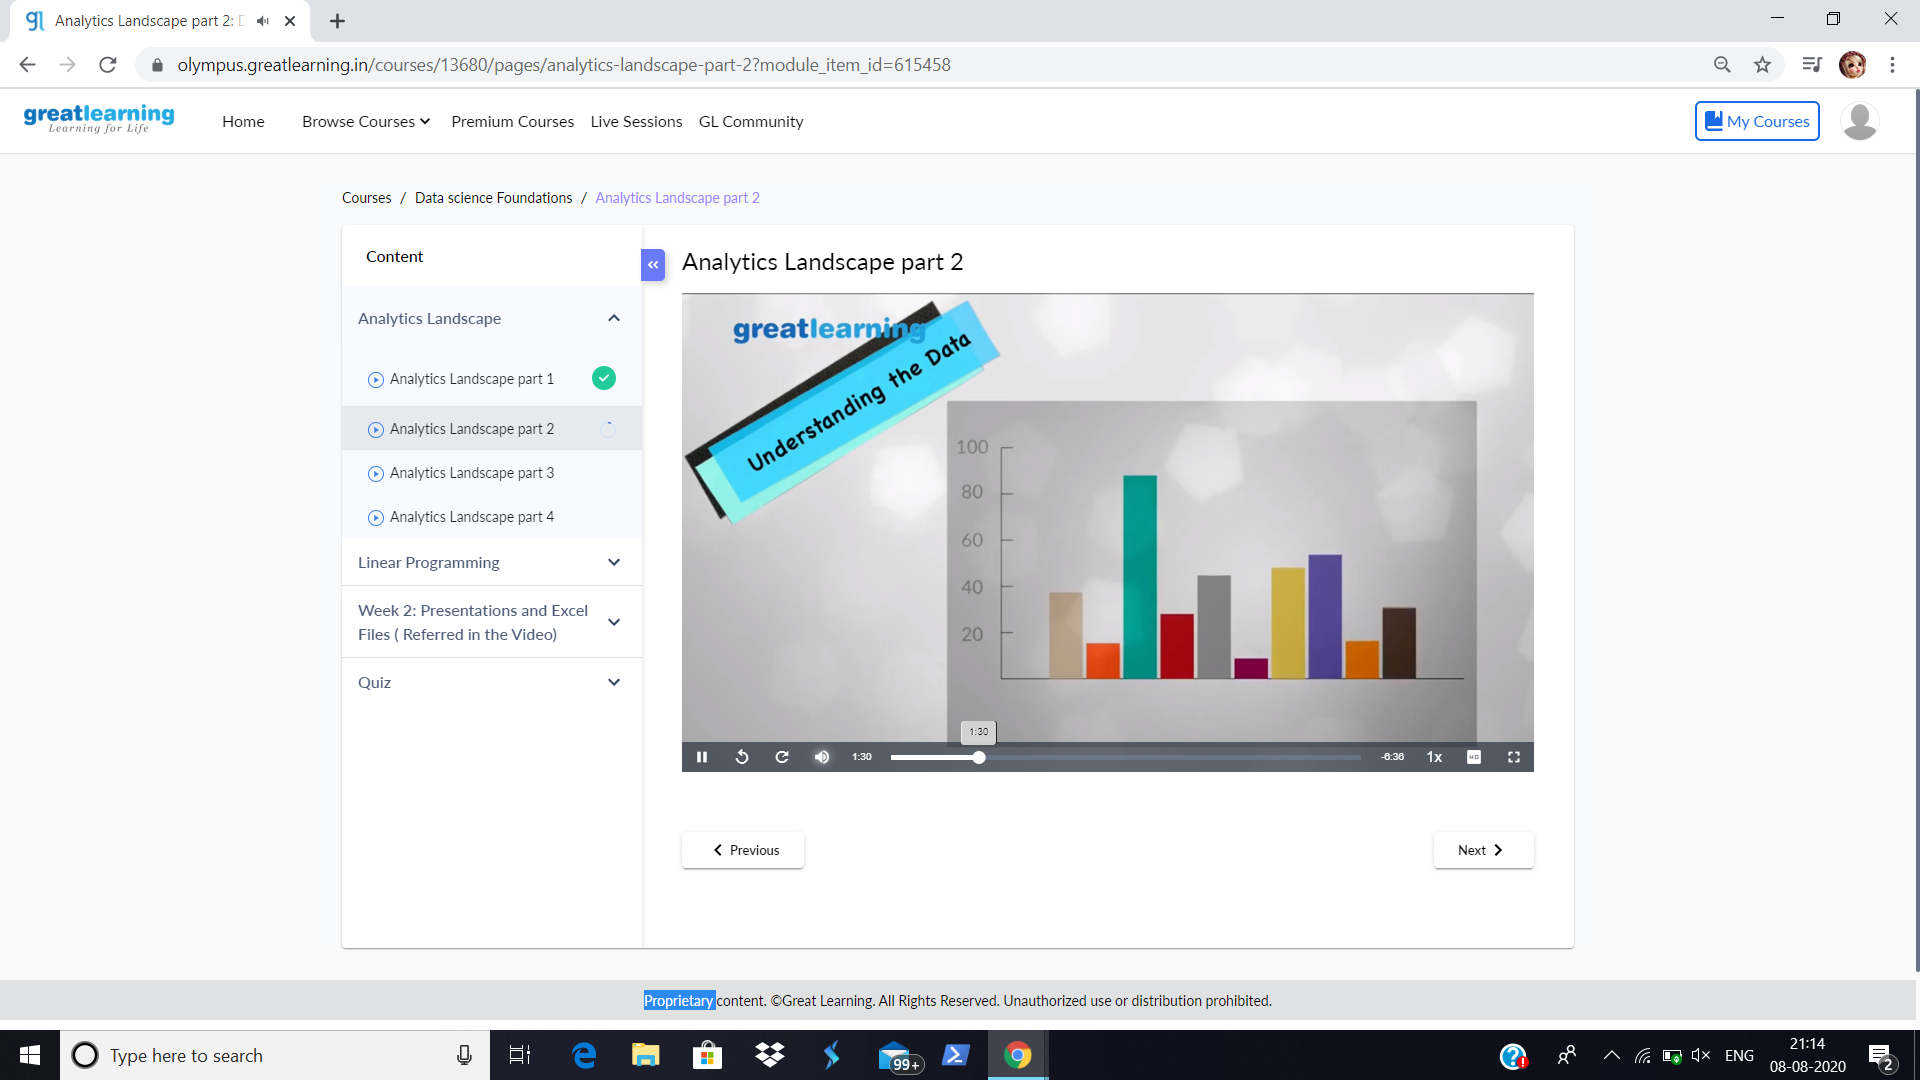 Analytics Landscape part 2: D
olympus.greatlearning.in/courses/13680/pages/analytics-landscape-part-2?module_item_id=615458
greatlearning
Learning for Life
Home
Browse Courses
Premium Courses
Live Sessions
GL Community
My Courses
Courses / Data science Foundations / Analytics Landscape part 2
Content
Analytics Landscape
Analytics Landscape part 1
Analytics Landscape part 2
Analytics Landscape part 3
Analytics Landscape part 4
Linear Programming
Week 2: Presentations and Excel
Files ( Referred in the Video)
Quiz
Analytics Landscape part 2
greatlearning
Understanding the Data
100
80
60
40
20
1:30
1:30
-6:36
1x
HD
Previous
Next
Proprietary content. ©Great Learning. All Rights Reserved. Unauthorized use or distribution prohibited.
Type here to search
99+
ENG
21:14
08-08-2020
2